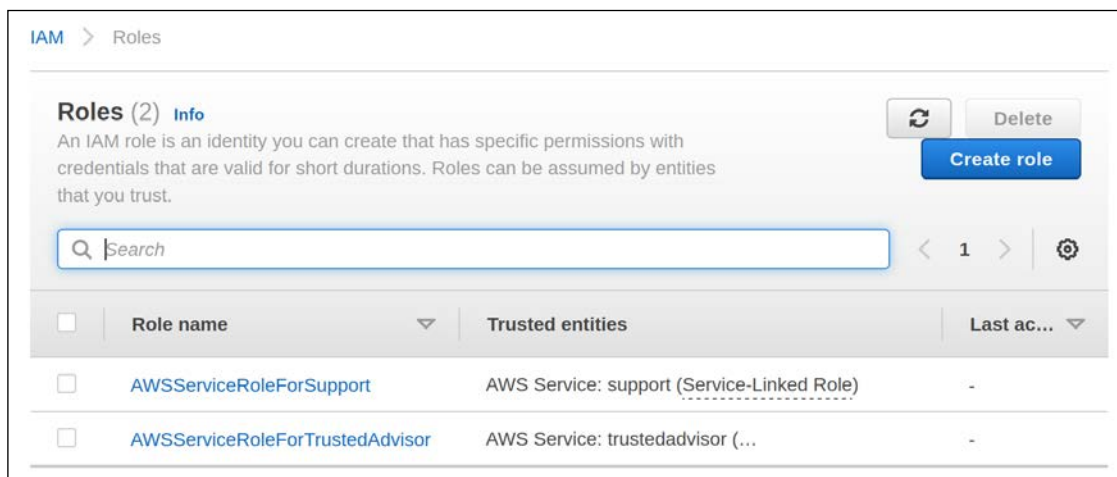 IAM > Roles
Roles (2) Info
Delete
An IAM role is an identity you can create that has specific permissions with
credentials that are valid for short durations. Roles can be assumed by entities
that you trust.
Create role
Search
< 1 >
Role name Trusted entities Last ac...
AWSServiceRoleForSupport AWS Service: support (Service-Linked Role) -
AWSServiceRoleForTrustedAdvisor AWS Service: trustedadvisor (... -